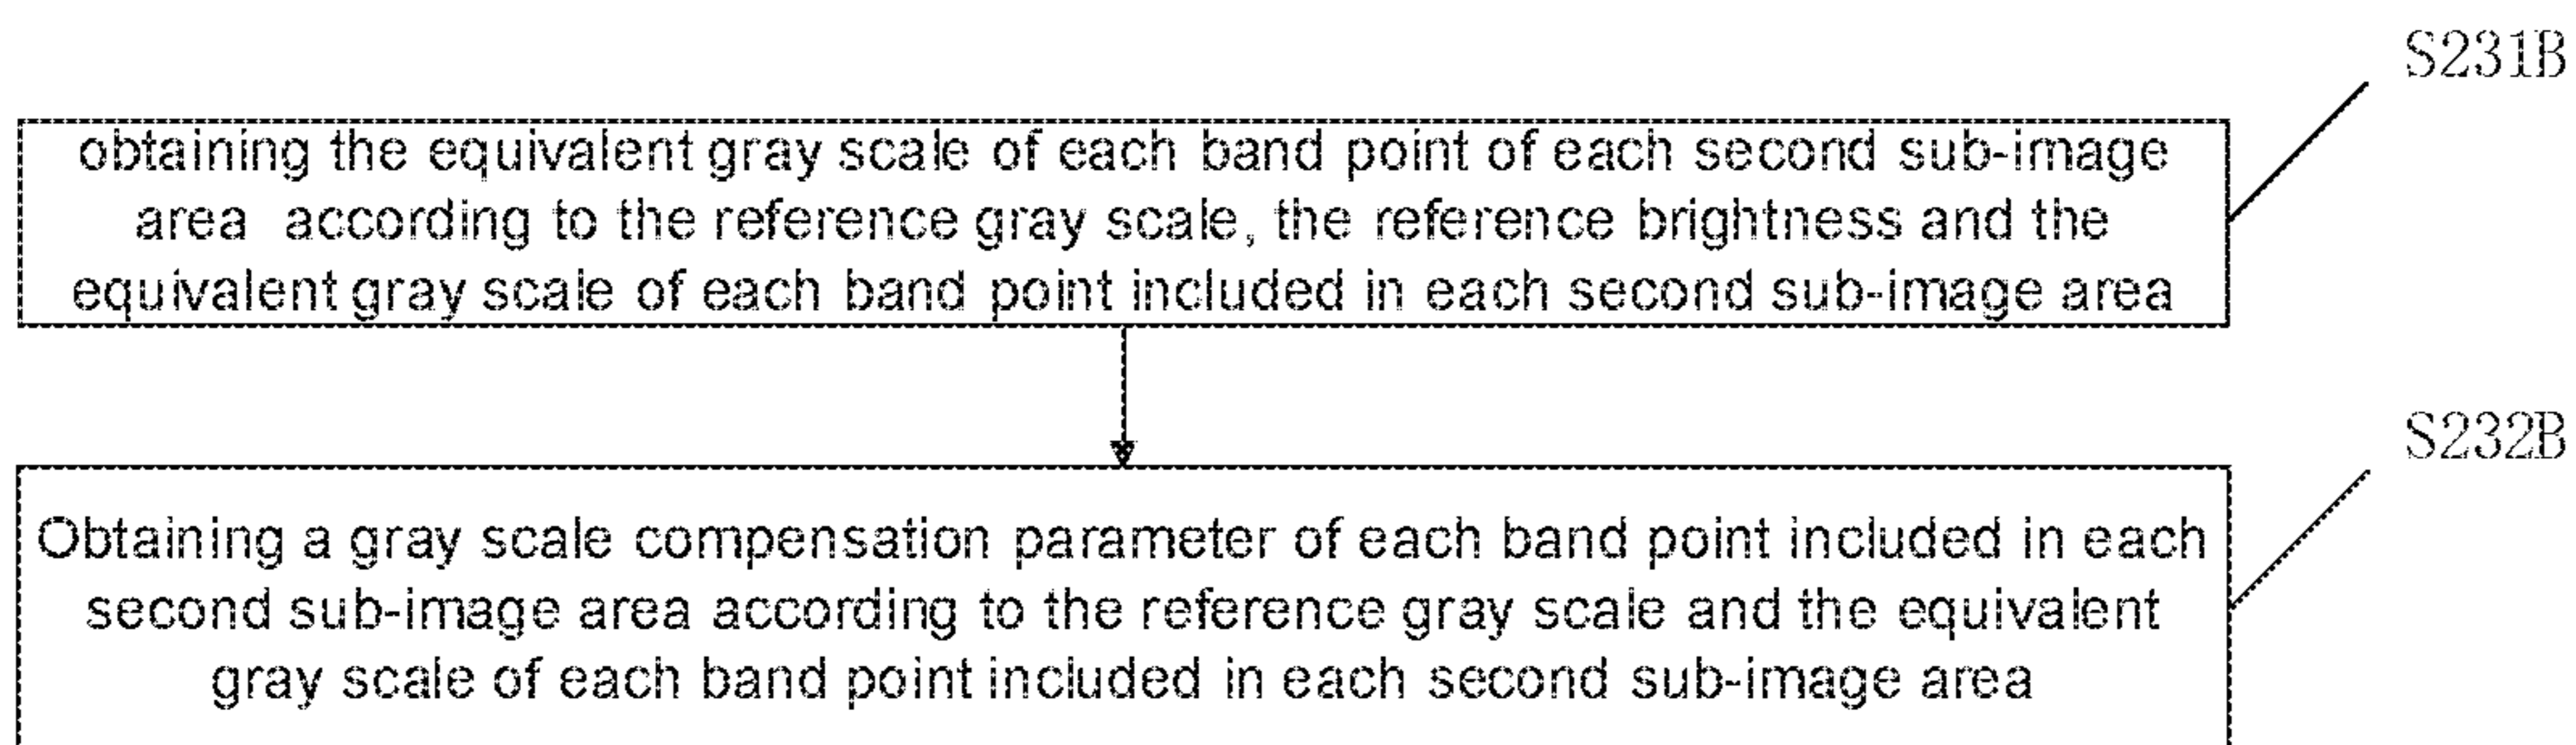 S231B
obtaining the equivalent gray scale of each band point of each second sub-image
area according to the reference gray scale, the reference brightness and the
equivalent gray scale of each band point included in each second sub-image area
S232B
Obtaining a gray scale compensation parameter of each band point included in each
second sub-image area according to the reference gray scale and the equivalent
gray scale of each band point included in each second sub-image area